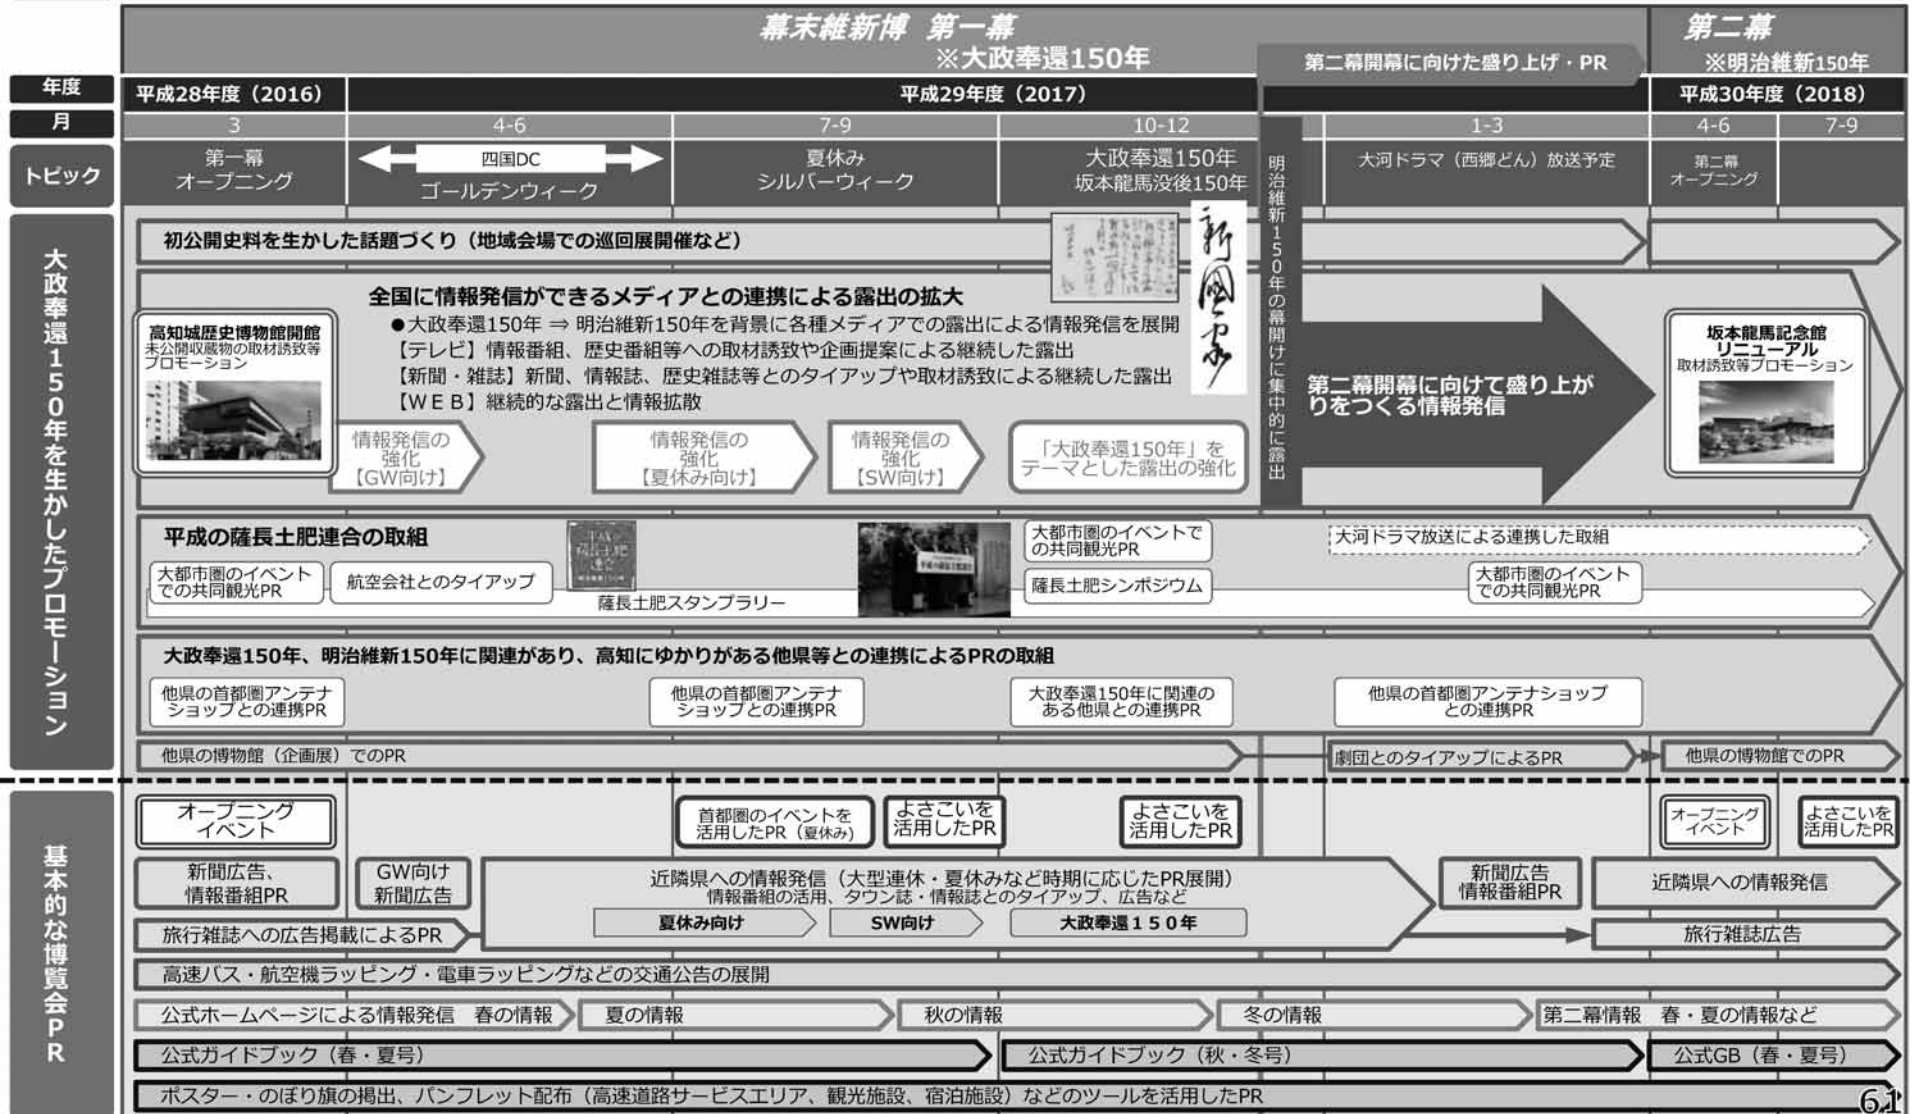 幕末維新博 第一幕
※大政奉還150年
第二幕開幕に向けた盛り上げ・PR
第二幕
※明治維新150年
年度
平成28年度（2016）
平成29年度（2017）
平成30年度（2018）
月
3
4-6
7-9
10-12
1-3
4-6
7-9
トピック
第一幕
オープニング
四国DC
ゴールデンウィーク
夏休み
シルバーウィーク
大政奉還150年
坂本龍馬没後150年
明治維新150年の幕開けに集中的に露出
大河ドラマ（西郷どん）放送予定
第二幕
オープニング
大政奉還150年を生かしたプロモーション
初公開史料を生かした話題づくり（地域会場での巡回展開催など）
新國家
全国に情報発信ができるメディアとの連携による露出の拡大
●大政奉還150年 ⇒ 明治維新150年を背景に各種メディアでの露出による情報発信を展開
【テレビ】情報番組、歴史番組等への取材誘致や企画提案による継続した露出
【新聞・雑誌】新聞、情報誌、歴史雑誌等とのタイアップや取材誘致による継続した露出
【ＷＥＢ】継続的な露出と情報拡散
高知城歴史博物館開館
未公開収蔵物の取材誘致等
プロモーション
情報発信の
強化
【GW向け】
情報発信の
強化
【夏休み向け】
情報発信の
強化
【SW向け】
「大政奉還150年」を
テーマとした露出の強化
第二幕開幕に向けて盛り上が
りをつくる情報発信
坂本龍馬記念館
リニューアル
取材誘致等プロモーション
平成の薩長土肥連合の取組
大都市圏のイベント
での共同観光PR
航空会社とのタイアップ
平成
薩長土肥
連合
薩長土肥スタンプラリー
大都市圏のイベントで
の共同観光PR
薩長土肥シンポジウム
大河ドラマ放送による連携した取組
大都市圏のイベント
での共同観光PR
大政奉還150年、明治維新150年に関連があり、高知にゆかりがある他県等との連携によるPRの取組
他県の首都圏アンテナ
ショップとの連携PR
他県の首都圏アンテナ
ショップとの連携PR
大政奉還150年に関連の
ある他県との連携PR
他県の首都圏アンテナショップ
との連携PR
他県の博物館（企画展）でのPR
劇団とのタイアップによるPR
他県の博物館でのPR
基本的な博覧会PR
オープニング
イベント
首都圏のイベントを
活用したPR（夏休み）
よさこいを
活用したPR
よさこいを
活用したPR
オープニング
イベント
よさこいを
活用したPR
新聞広告、
情報番組PR
GW向け
新聞広告
近隣県への情報発信（大型連休・夏休みなど時期に応じたPR展開）
情報番組の活用、タウン誌・情報誌とのタイアップ、広告など
夏休み向け
SW向け
大政奉還１５０年
新聞広告
情報番組PR
近隣県への情報発信
旅行雑誌への広告掲載によるPR
旅行雑誌広告
高速バス・航空機ラッピング・電車ラッピングなどの交通公告の展開
公式ホームページによる情報発信 春の情報
夏の情報
秋の情報
冬の情報
第二幕情報 春・夏の情報など
公式ガイドブック（春・夏号）
公式ガイドブック（秋・冬号）
公式GB（春・夏号）
ポスター・のぼり旗の掲出、パンフレット配布（高速道路サービスエリア、観光施設、宿泊施設）などのツールを活用したPR
61